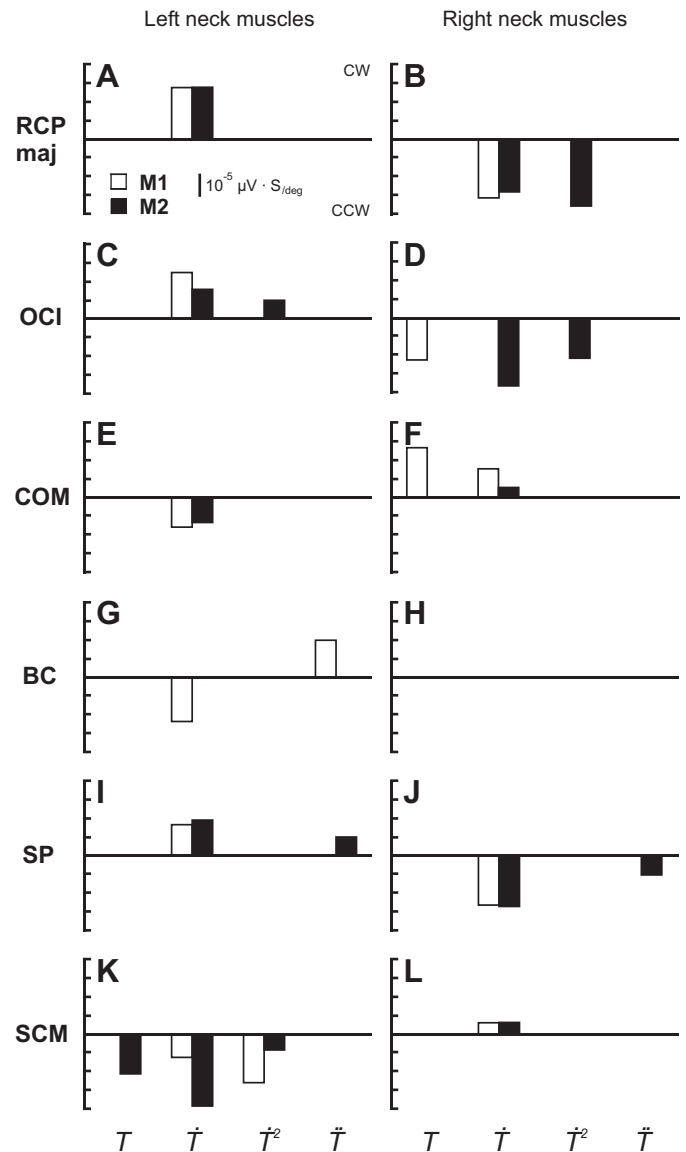 Left neck muscles Right neck muscles
A CW B
RCP
maj
M1 10⁻⁵ µV · S/deg
M2
CCW
C D
OCI
E F
COM
G H
BC
I J
SP
K L
SCM
T Ṫ Ṫ² T̈ T Ṫ Ṫ² T̈